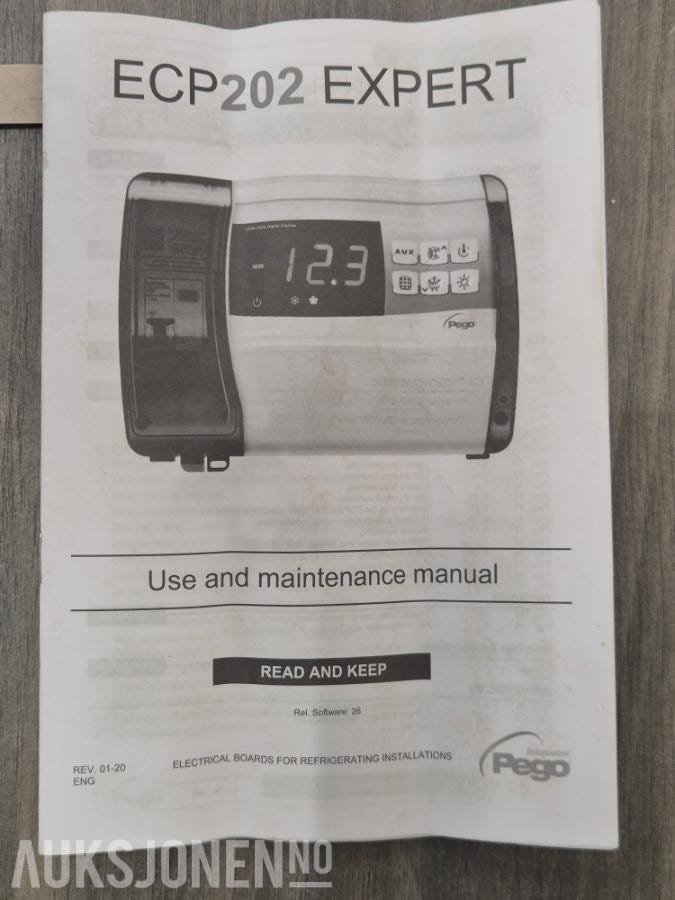 ECP202 EXPERT
-12.3
AUX
Pego
Use and maintenance manual
READ AND KEEP
Rel. Software: 26
REV. 01-20
ENG
ELECTRICAL BOARDS FOR REFRIGERATING INSTALLATIONS
Pego
AUKSJONEN.NO